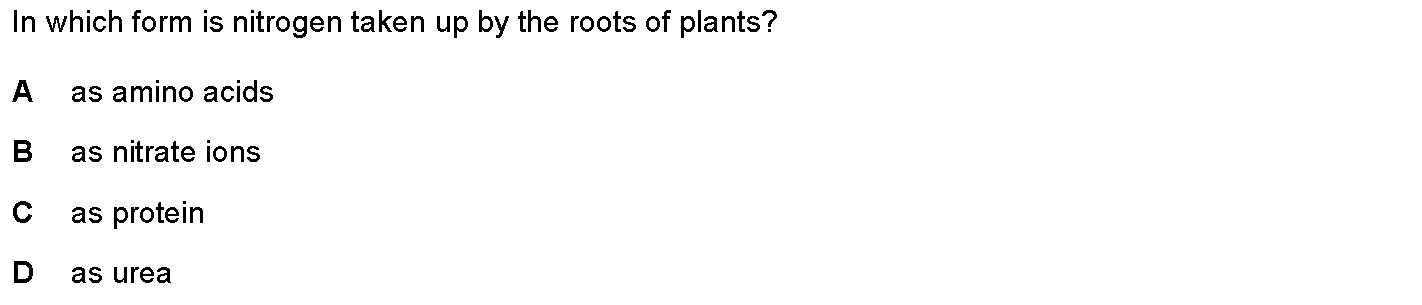 In which form is nitrogen taken up by the roots of plants?
A as amino acids
B as nitrate ions
C as protein
D as urea